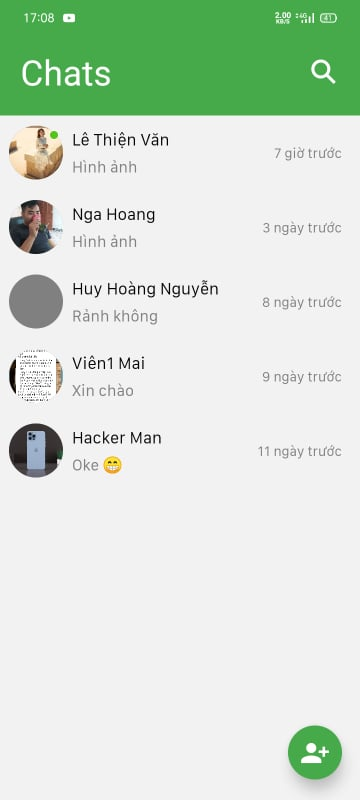 17:08
2.00 KB/S 4G 41
Chats
Lê Thiện Văn
7 giờ trước
Hình ảnh
Nga Hoang
3 ngày trước
Hình ảnh
Huy Hoàng Nguyễn
8 ngày trước
Rảnh không
Viên1 Mai
9 ngày trước
Xin chào
Hacker Man
11 ngày trước
Oke 😁